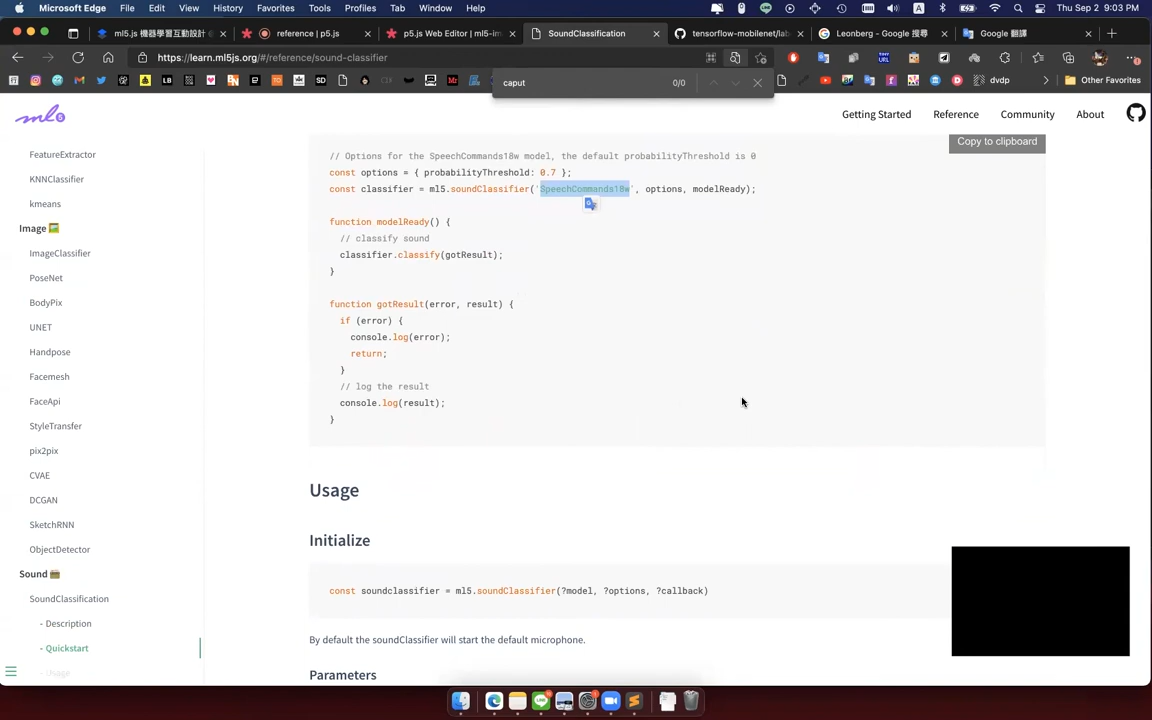 Microsoft Edge File Edit View History Favorites Tools Profiles Tab Window Help Thu Sep 2 9:03 PM
ml5.js 機器學習互動設計
reference | p5.js
p5.js Web Editor | ml5-im
SoundClassification
tensorflow-mobilenet/lab
Leonberg - Google 搜尋
Google 翻譯
https://learn.ml5js.org/#/reference/sound-classifier
caput 0/0
dvdp
Other Favorites
Getting Started Reference Community About
FeatureExtractor
KNNClassifier
kmeans
Image
ImageClassifier
PoseNet
BodyPix
UNET
Handpose
Facemesh
FaceApi
StyleTransfer
pix2pix
CVAE
DCGAN
SketchRNN
ObjectDetector
Sound
SoundClassification
- Description
- Quickstart
- Usage
Copy to clipboard
// Options for the SpeechCommands18w model, the default probabilityThreshold is 0
const options = { probabilityThreshold: 0.7 };
const classifier = ml5.soundClassifier('SpeechCommands18w', options, modelReady);
function modelReady() {
// classify sound
classifier.classify(gotResult);
}
function gotResult(error, result) {
if (error) {
console.log(error);
return;
}
// log the result
console.log(result);
}
Usage
Initialize
const soundclassifier = ml5.soundClassifier(?model, ?options, ?callback)
By default the soundClassifier will start the default microphone.
Parameters